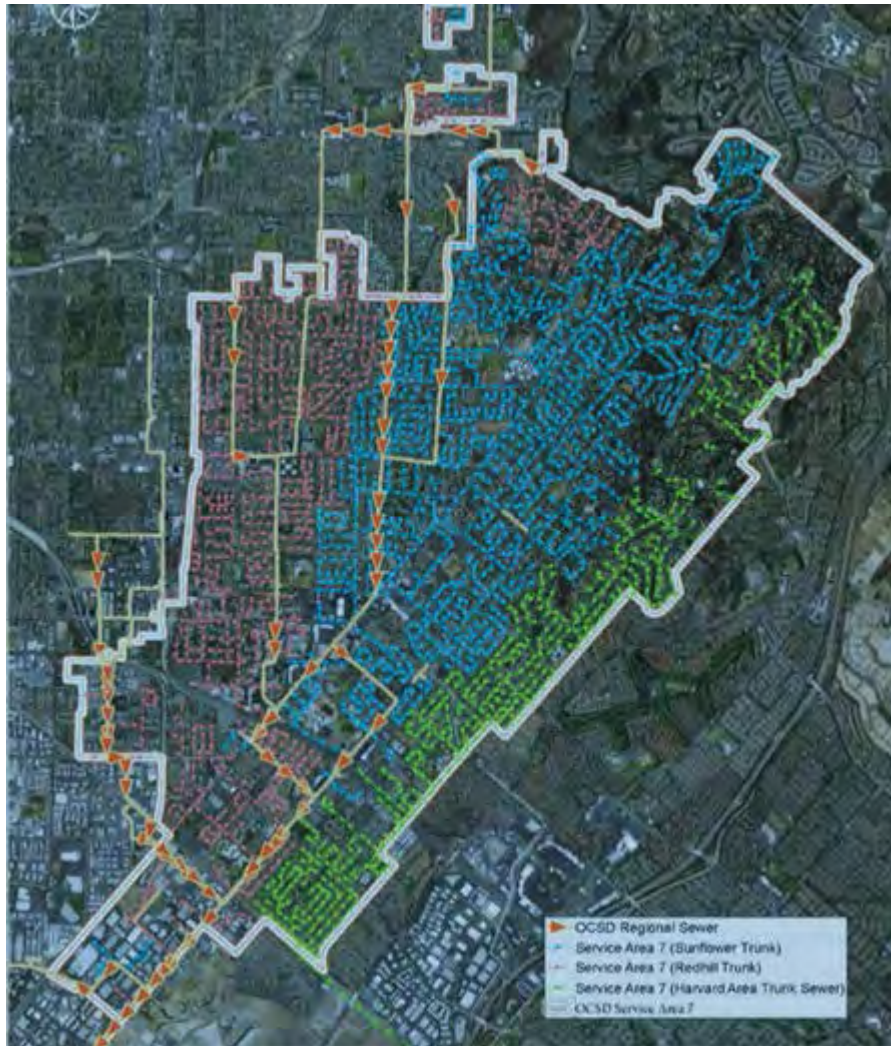 OCSD Regional Sewer
Service Area 7 (Sunflower Trunk)
Service Area 7 (Redhill Trunk)
Service Area 7 (Harvard Area Trunk Sewer)
OCSD Service Area 7